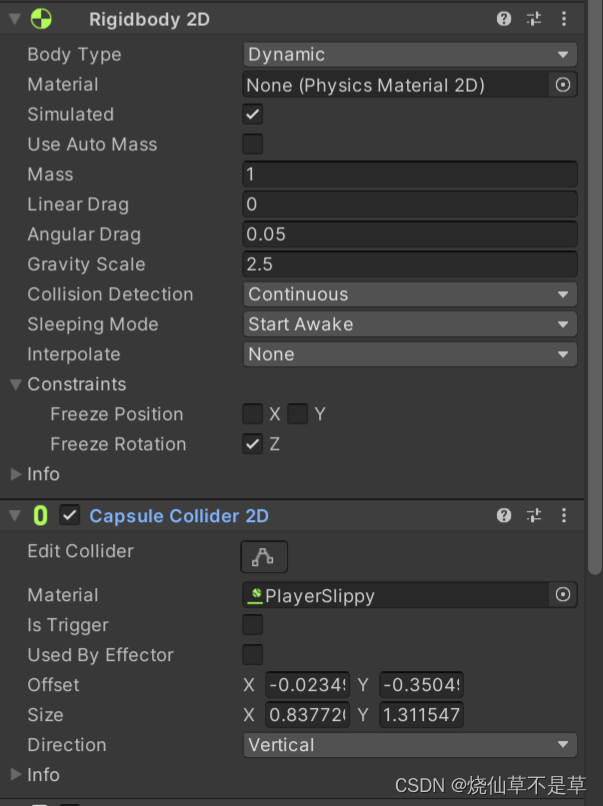 Rigidbody 2D
Body Type Dynamic
Material None (Physics Material 2D)
Simulated
Use Auto Mass
Mass 1
Linear Drag 0
Angular Drag 0.05
Gravity Scale 2.5
Collision Detection Continuous
Sleeping Mode Start Awake
Interpolate None
Constraints
Freeze Position X Y
Freeze Rotation Z
Info
Capsule Collider 2D
Edit Collider
Material PlayerSlippy
Is Trigger
Used By Effector
Offset X -0.0234 Y -0.3504
Size X 0.83772 Y 1.311547
Direction Vertical
Info
CSDN @烧仙草不是草